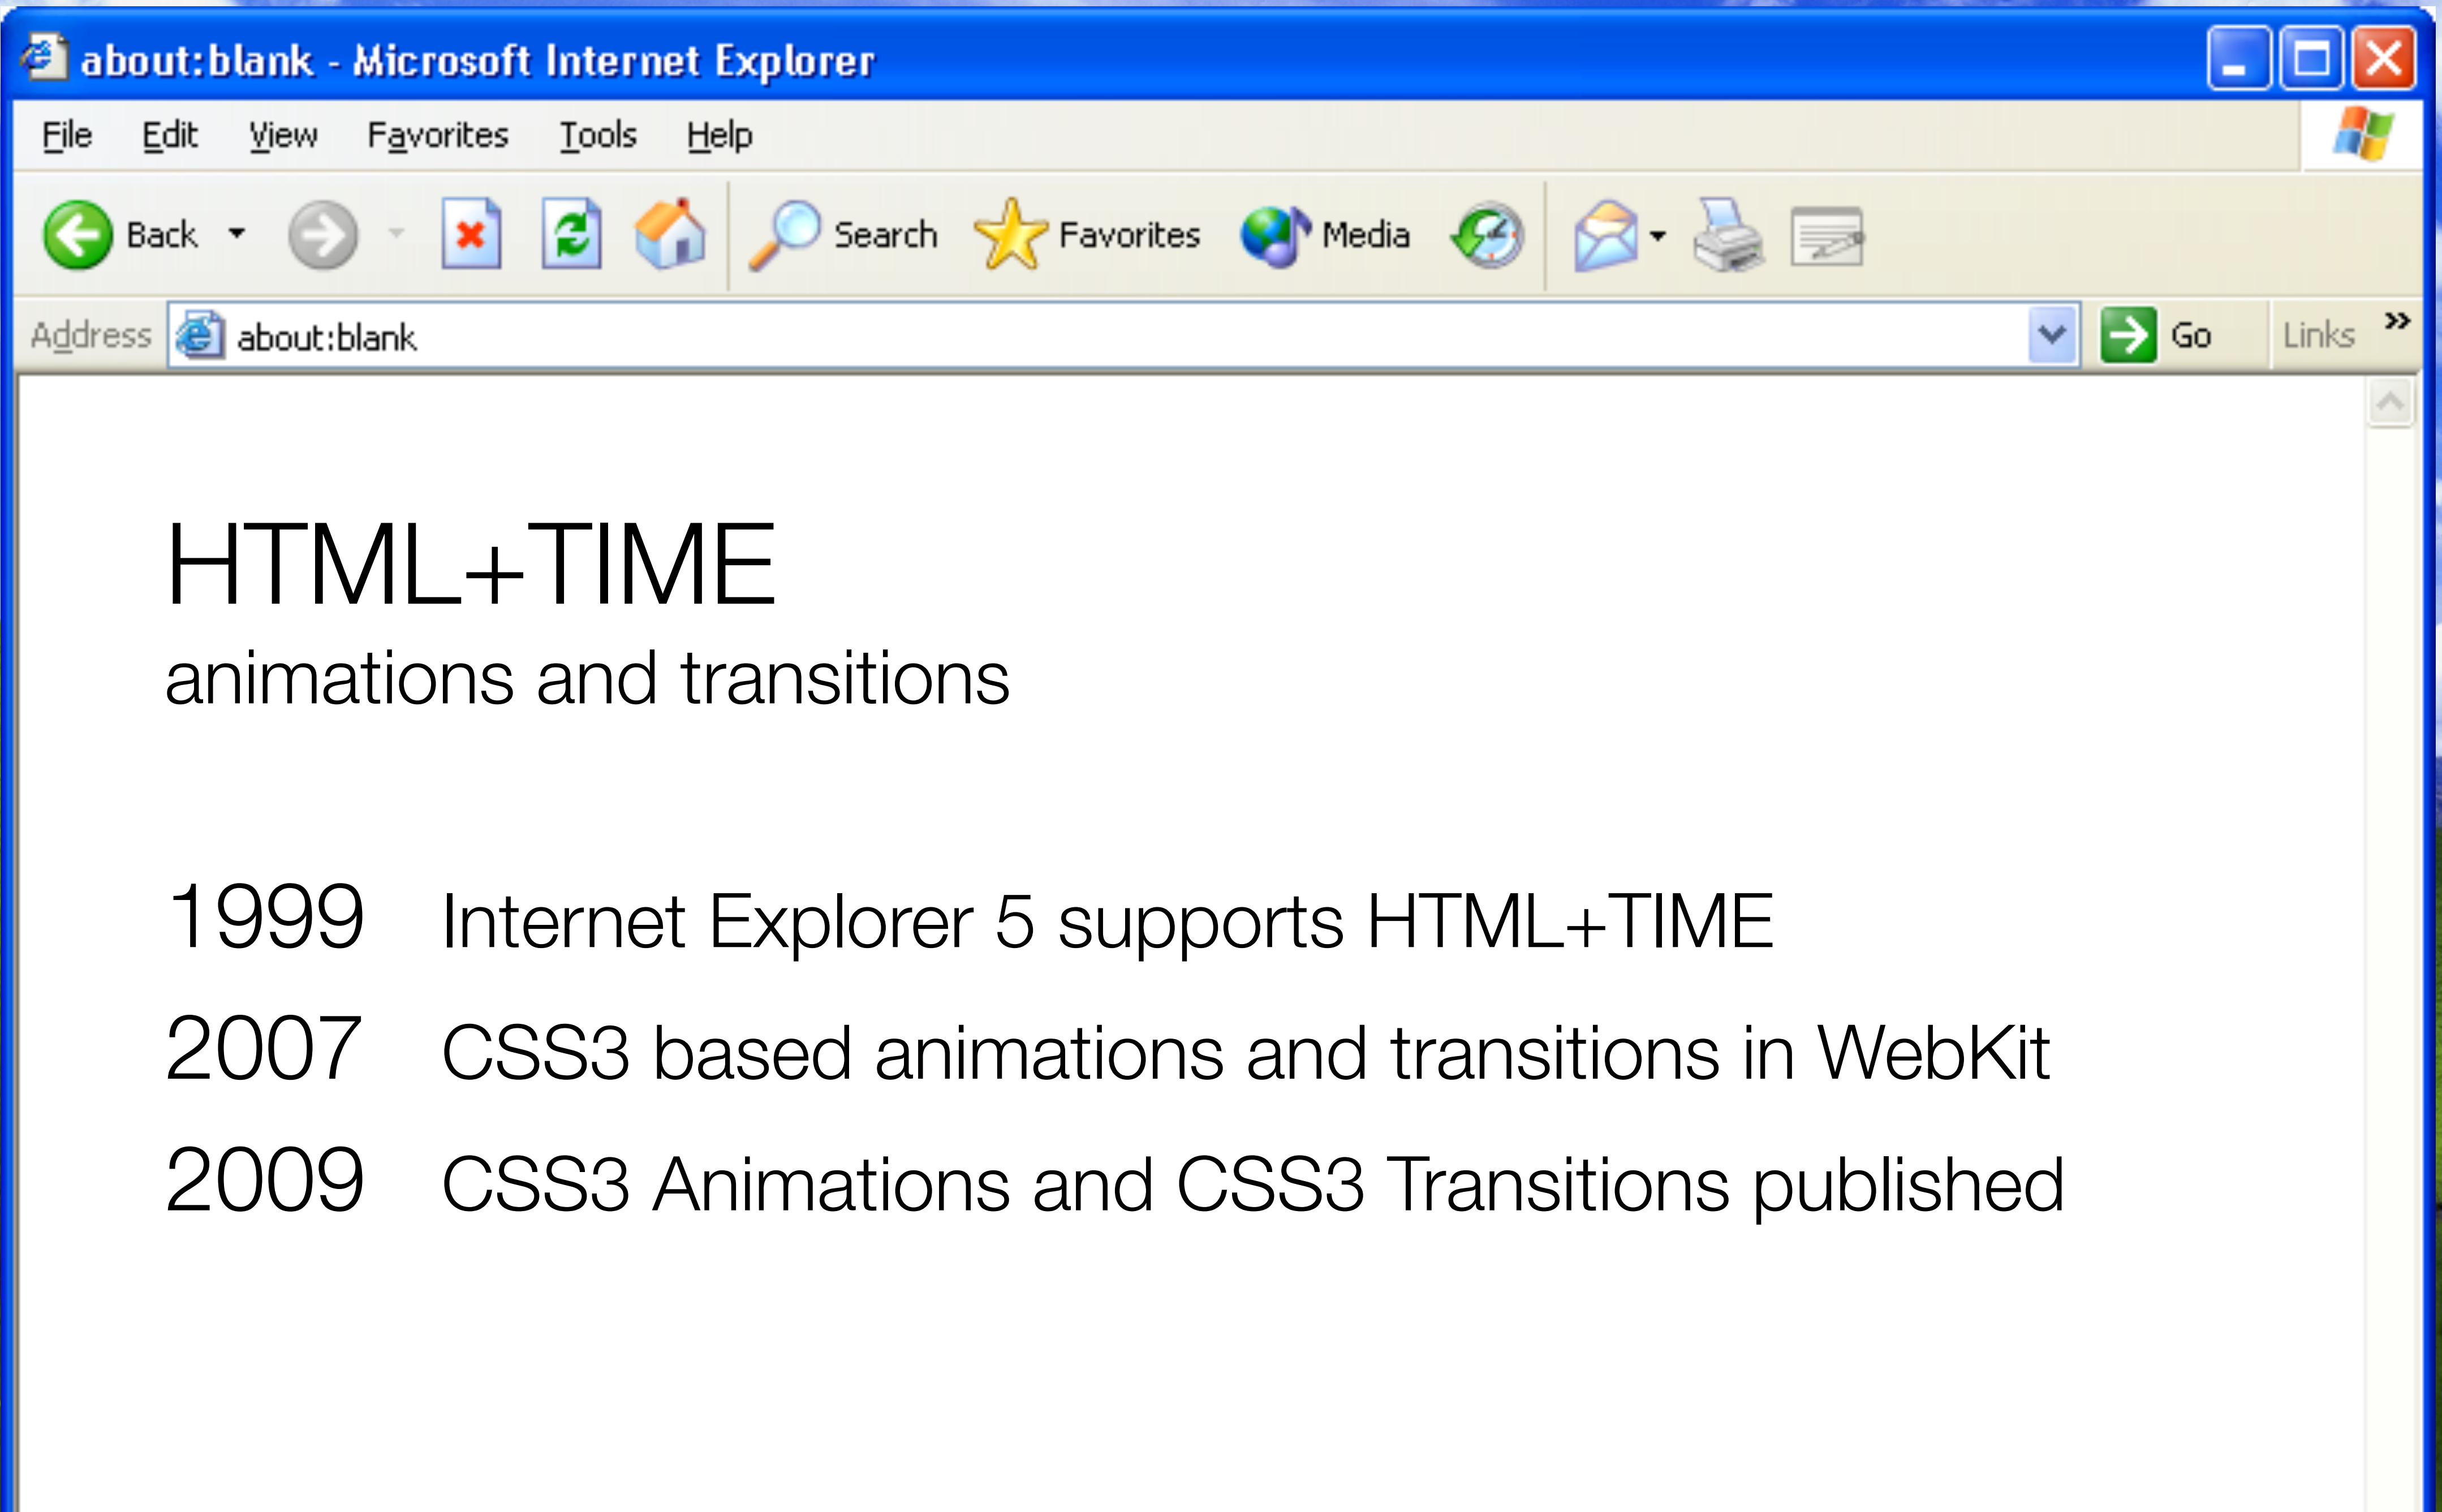 about:blank - Microsoft Internet Explorer
File Edit View Favorites Tools Help
Back Search Favorites Media
Address about:blank Go Links »
HTML+TIME
animations and transitions
1999 Internet Explorer 5 supports HTML+TIME
2007 CSS3 based animations and transitions in WebKit
2009 CSS3 Animations and CSS3 Transitions published